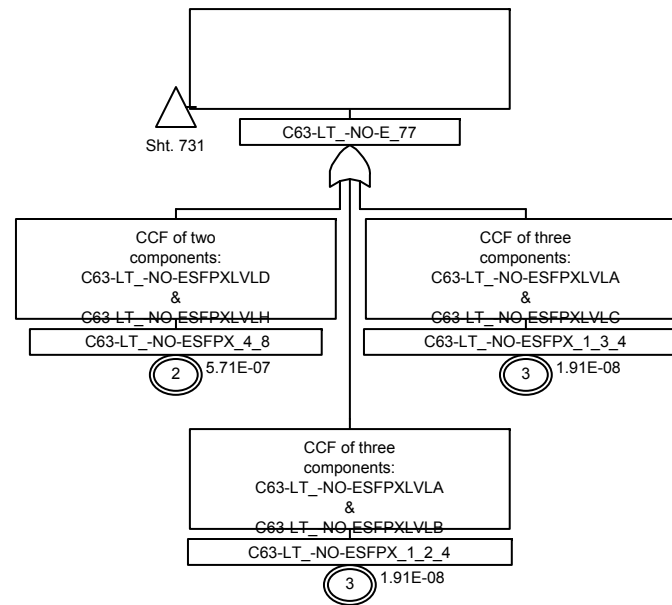 C63-LT_-NO-E_77
Sht. 731
CCF of two
components:
C63-LT_-NO-ESFPXLVLD
&
C63-LT_-NO-ESFPXLVLH
C63-LT_-NO-ESFPX_4_8
2
5.71E-07
CCF of three
components:
C63-LT_-NO-ESFPXLVLA
&
C63-LT_-NO-ESFPXLVLC
C63-LT_-NO-ESFPX_1_3_4
3
1.91E-08
CCF of three
components:
C63-LT_-NO-ESFPXLVLA
&
C63-LT_-NO-ESFPXLVLB
C63-LT_-NO-ESFPX_1_2_4
3
1.91E-08